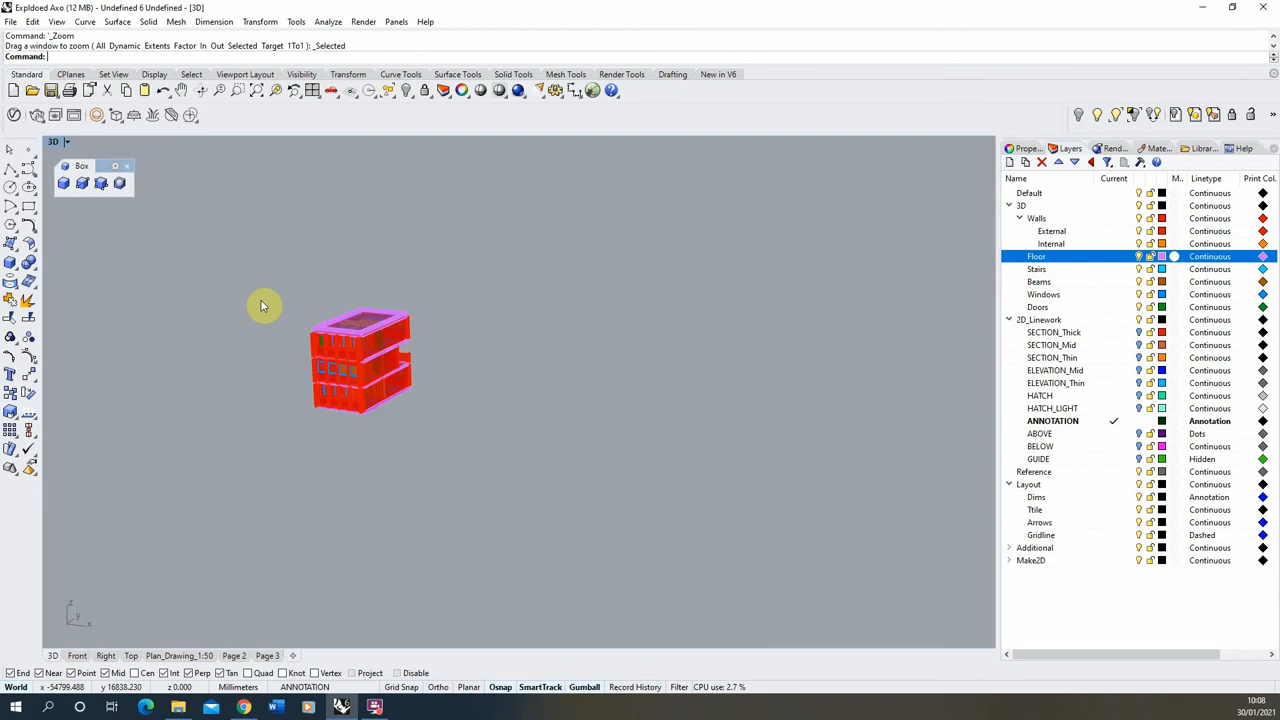 Expldoed Axo (12 MB) - Undefined 6 Undefined - [3D]
File Edit View Curve Surface Solid Mesh Dimension Transform Tools Analyze Render Panels Help
Command: '_Zoom
Drag a window to zoom ( All Dynamic Extents Factor In Out Selected Target 1To1 ): _Selected
Command:
Standard CPlanes Set View Display Select Viewport Layout Visibility Transform Curve Tools Surface Tools Solid Tools Mesh Tools Render Tools Drafting New in V6
3D
Box
Prope... Layers Rend... Mate... Librar... Help
Name Current M.. Linetype Print Col.
Default Continuous
3D Continuous
Walls Continuous
External Continuous
Internal Continuous
Floor Continuous
Stairs Continuous
Beams Continuous
Windows Continuous
Doors Continuous
2D_Linework Continuous
SECTION_Thick Continuous
SECTION_Mid Continuous
SECTION_Thin Continuous
ELEVATION_Mid Continuous
ELEVATION_Thin Continuous
HATCH Continuous
HATCH_LIGHT Continuous
ANNOTATION Annotation
ABOVE Dots
BELOW Continuous
GUIDE Hidden
Reference Continuous
Layout Continuous
Dims Annotation
Ttile Continuous
Arrows Continuous
Gridline Dashed
Additional Continuous
Make2D Continuous
z
y
x
3D Front Right Top Plan_Drawing_1:50 Page 2 Page 3
End Near Point Mid Cen Int Perp Tan Quad Knot Vertex Project Disable
World x -54799.488 y 16838.230 z 0.000 Millimeters ANNOTATION Grid Snap Ortho Planar Osnap SmartTrack Gumball Record History Filter CPU use: 2.7 %
10:08
30/01/2021